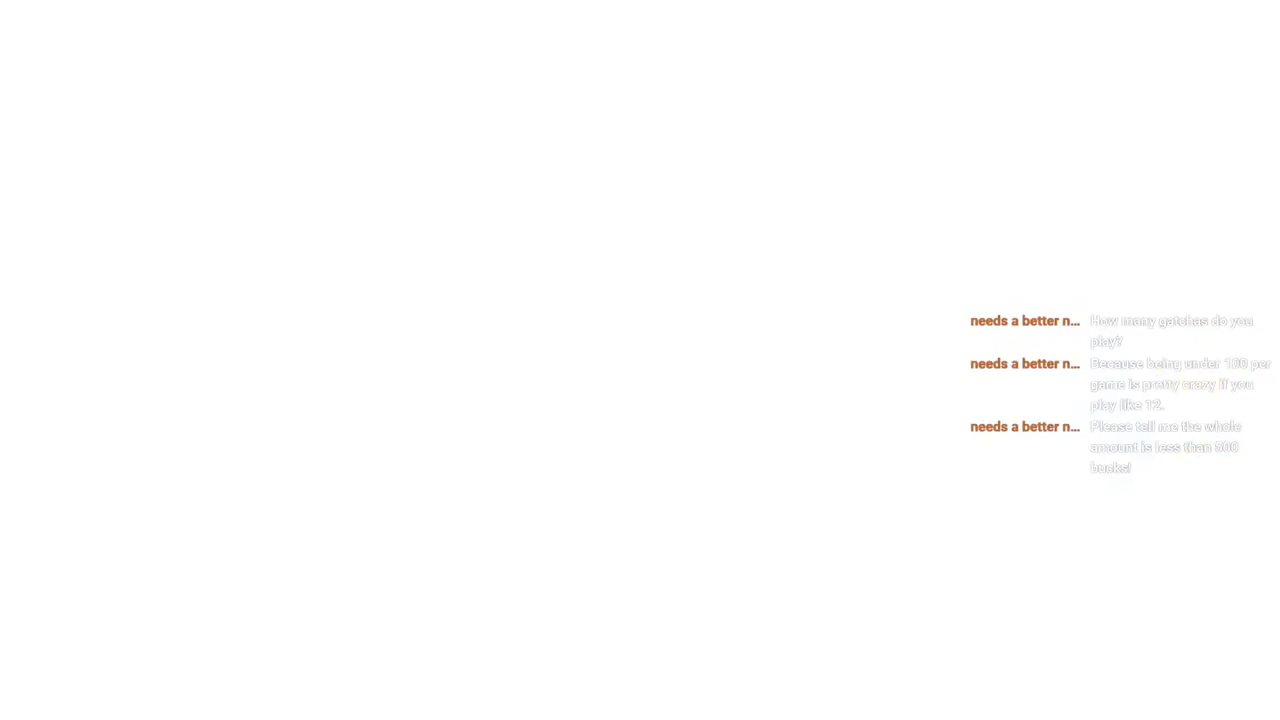 needs a better n... How many gatchas do you
play?
needs a better n... Because being under 100 per
game is pretty crazy if you
play like 12.
needs a better n... Please tell me the whole
amount is less than 500
bucks!